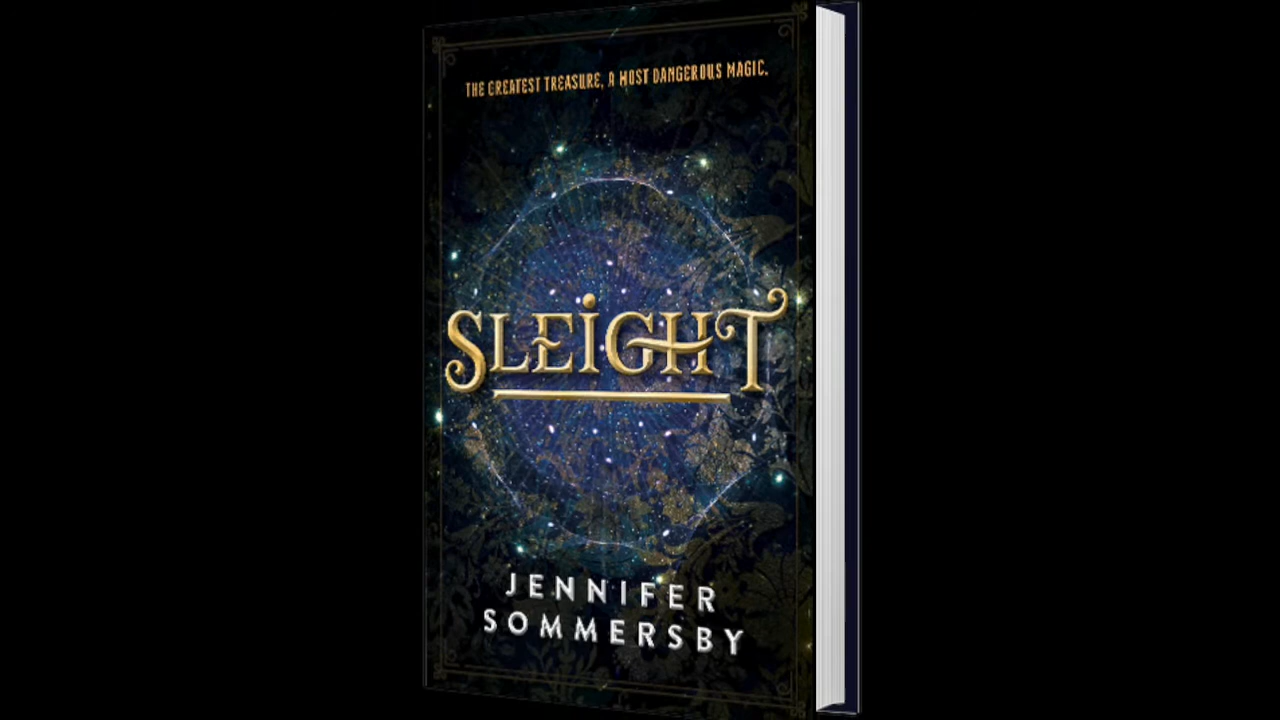 THE GREATEST TREASURE, A MOST DANGEROUS MAGIC.
SLEIGHT
JENNIFER
SOMMERSBY